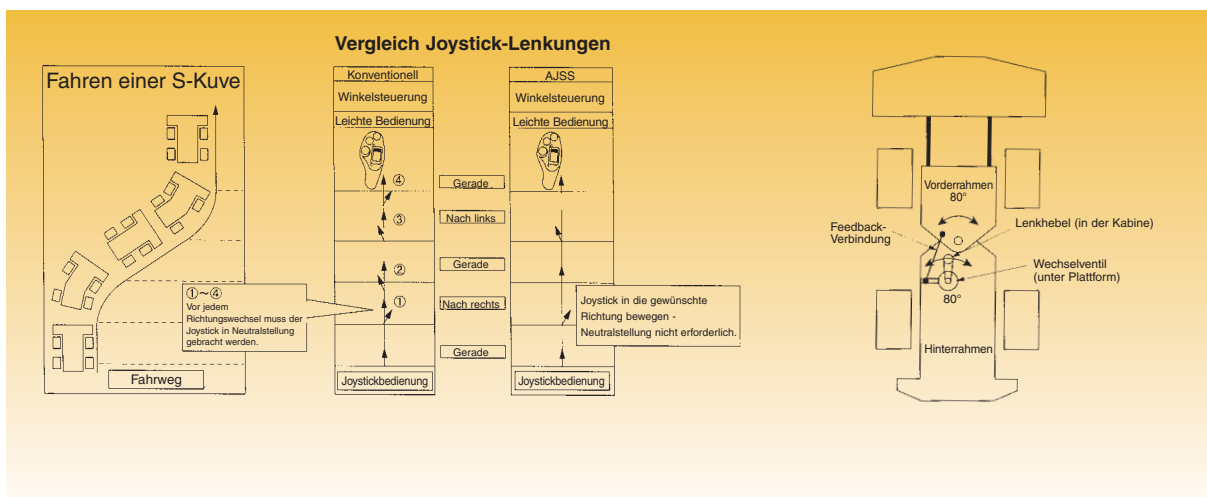 Vergleich Joystick-Lenkungen
Fahren einer S-Kuve
①～④
Vor jedem
Richtungswechsel muss der
Joystick in Neutralstellung
gebracht werden.
Fahrweg
Konventionell
Winkelsteuerung
Leichte Bedienung
④
③
②
①
Joystickbedienung
Gerade
Nach links
Gerade
Nach rechts
Gerade
AJSS
Winkelsteuerung
Leichte Bedienung
Joystick in die gewünschte
Richtung bewegen -
Neutralstellung nicht erforderlich.
Joystickbedienung
Vorderrahmen
80°
Feedback-
Verbindung
Lenkhebel (in der Kabine)
Wechselventil
(unter Plattform)
80°
Hinterrahmen